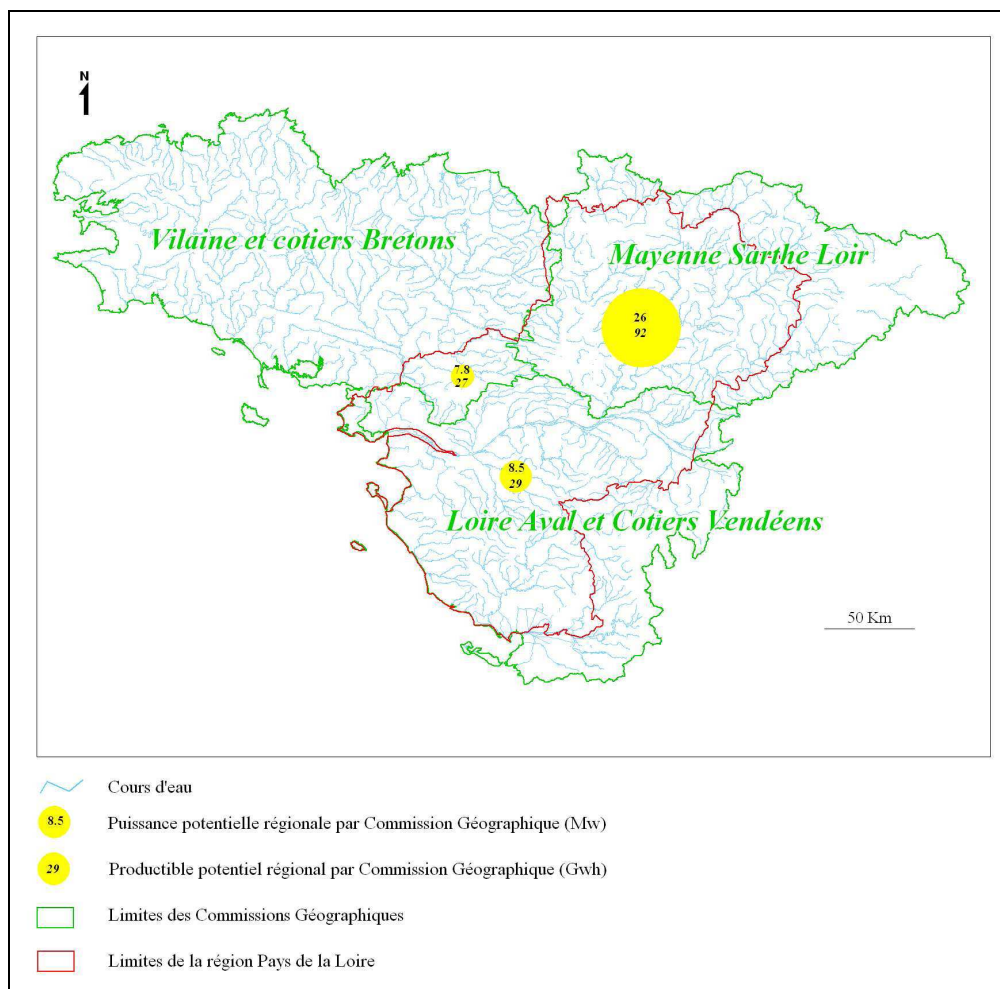 N
Vilaine et cotiers Bretons
Mayenne Sarthe Loir
26
92
7.8
27
8.5
29
Loire Aval et Cotiers Vendéens
50 Km
Cours d'eau
8.5
Puissance potentielle régionale par Commission Géographique (Mw)
29
Productible potentiel régional par Commission Géographique (Gwh)
Limites des Commissions Géographiques
Limites de la région Pays de la Loire